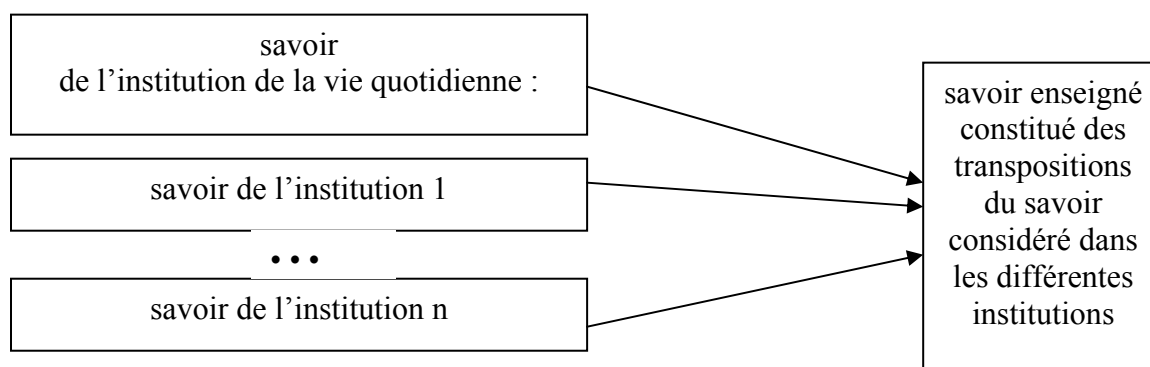 savoir
de l’institution de la vie quotidienne :
savoir de l’institution 1
...
savoir de l’institution n
savoir enseigné
constitué des
transpositions
du savoir
considéré dans
les différentes
institutions